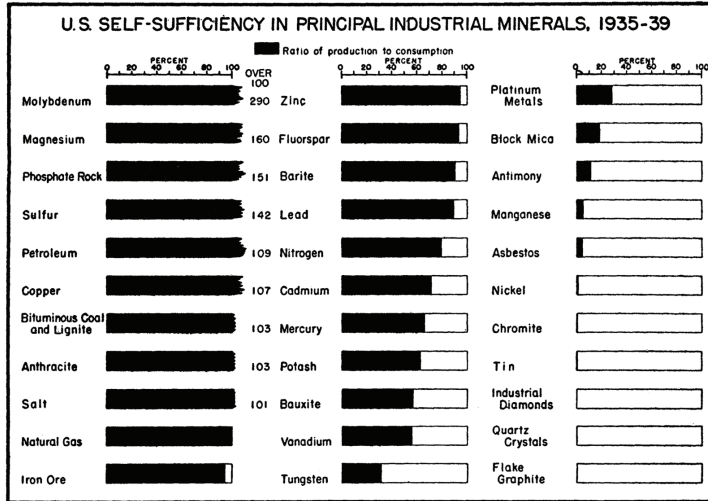 U.S. SELF-SUFFICIENCY IN PRINCIPAL INDUSTRIAL MINERALS, 1935-39
Ratio of production to consumption
PERCENT
0 20 40 60 80 100
OVER
100
Molybdenum 290
Magnesium 160
Phosphate Rock 151
Sulfur 142
Petroleum 109
Copper 107
Bituminous Coal
and Lignite 103
Anthracite 103
Salt 101
Natural Gas
Iron Ore
PERCENT
0 20 40 60 80 100
Zinc
Fluorspar
Barite
Lead
Nitrogen
Cadmium
Mercury
Potash
Bauxite
Vanadium
Tungsten
PERCENT
0 20 40 60 80 100
Platinum
Metals
Block Mica
Antimony
Manganese
Asbestos
Nickel
Chromite
Tin
Industrial
Diamonds
Quartz
Crystals
Flake
Graphite